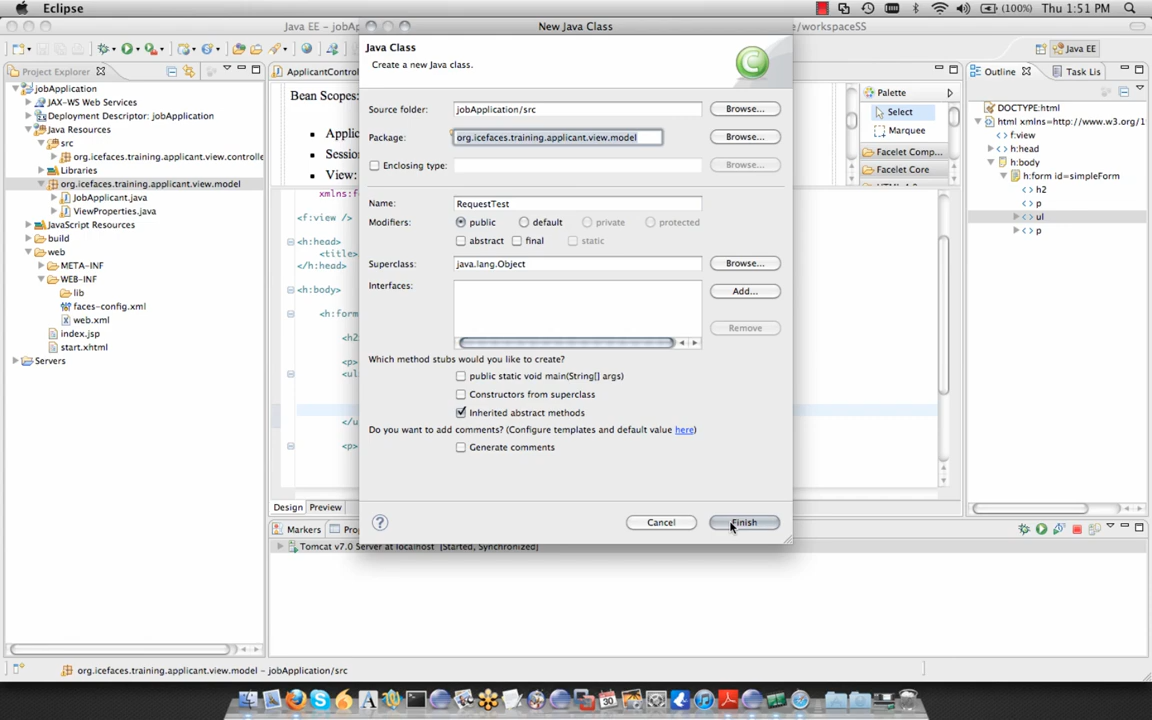 Eclipse
(100%) Thu 1:51 PM
Java EE – jobAp
New Java Class
/workspaceSS
Java EE
Project Explorer
ApplicantControl
Java Class
Create a new Java class.
Palette
Outline
Task Lis
jobApplication
JAX-WS Web Services
Deployment Descriptor: jobApplication
Java Resources
src
org.icefaces.training.applicant.view.controlle
Libraries
org.icefaces.training.applicant.view.model
JobApplicant.java
ViewProperties.java
JavaScript Resources
build
web
META-INF
WEB-INF
lib
faces-config.xml
web.xml
index.jsp
start.xhtml
Servers
Bean Scopes:
Applic
Session
View:
xmlns:f
<f:view />
<h:head>
<title>
</h:head>
<h:body>
<h:form
<h2
<p>
<ul
</u
<p>
Design Preview
Source folder: jobApplication/src Browse...
Package: org.icefaces.training.applicant.view.model Browse...
Enclosing type: Browse...
Name: RequestTest
Modifiers: public default private protected
abstract final static
Superclass: java.lang.Object Browse...
Interfaces: Add...
Remove
Which method stubs would you like to create?
public static void main(String[] args)
Constructors from superclass
Inherited abstract methods
Do you want to add comments? (Configure templates and default value here)
Generate comments
? Cancel Finish
Select
Marquee
Facelet Comp...
Facelet Core
DOCTYPE:html
html xmlns=http://www.w3.org/1
f:view
h:head
h:body
h:form id=simpleForm
h2
p
ul
p
Markers Pro
Tomcat v7.0 Server at localhost [Started, Synchronized]
org.icefaces.training.applicant.view.model – jobApplication/src